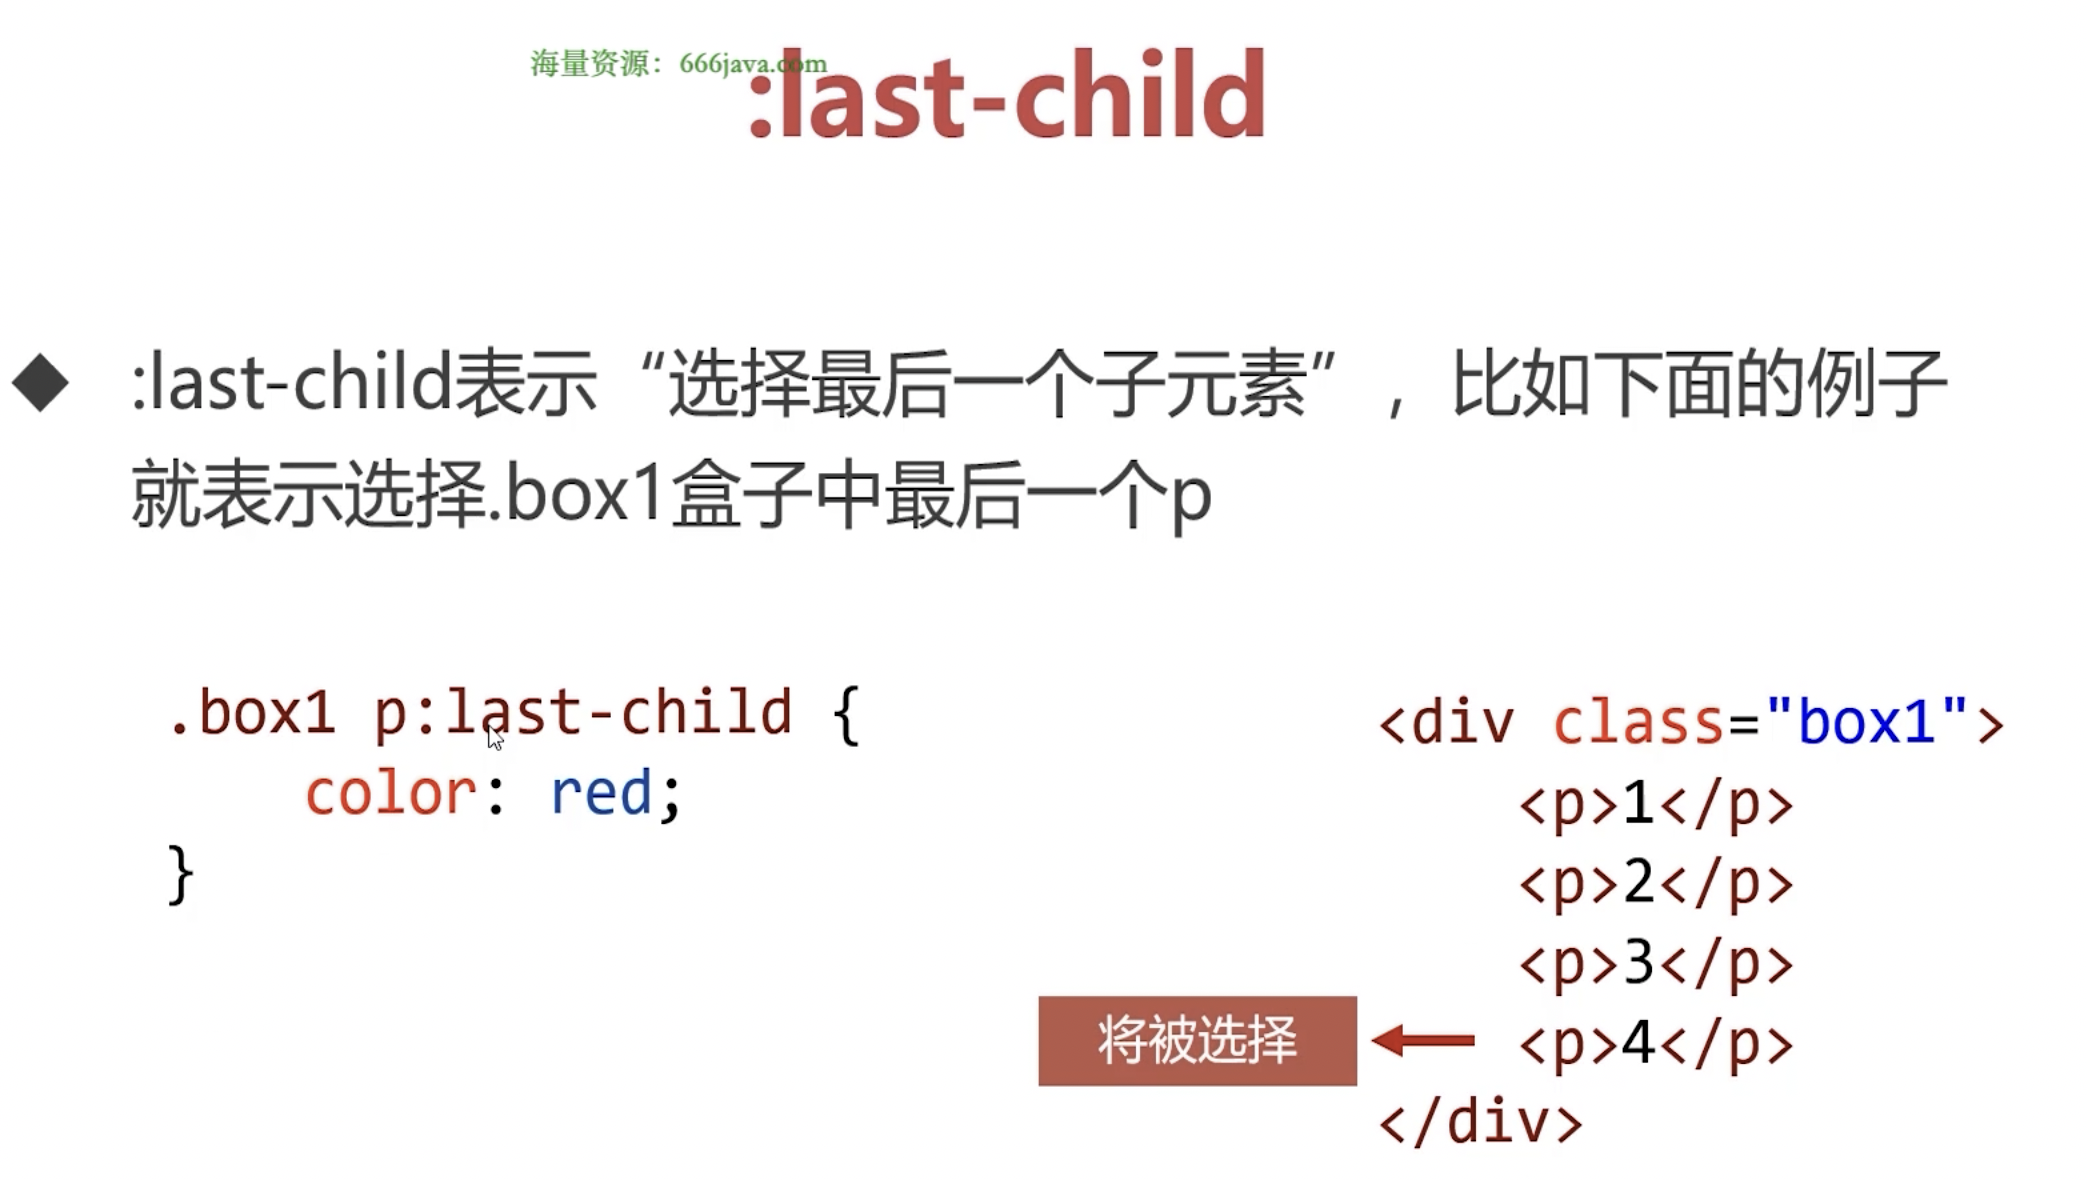 海量资源：666java.com
:last-child
◆ :last-child表示“选择最后一个子元素”，比如下面的例子
就表示选择.box1盒子中最后一个p
.box1 p:last-child {
color: red;
}
<div class="box1">
<p>1</p>
<p>2</p>
<p>3</p>
将被选择
<p>4</p>
</div>